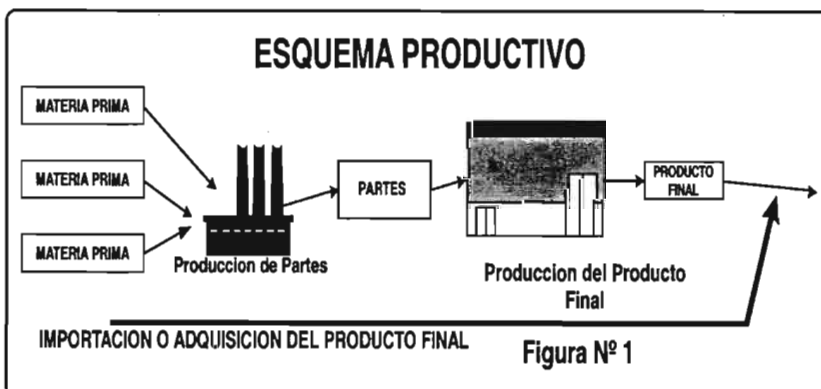 ESQUEMA PRODUCTIVO
MATERIA PRIMA
MATERIA PRIMA
MATERIA PRIMA
Produccion de Partes
PARTES
Produccion del Producto
Final
PRODUCTO
FINAL
IMPORTACION O ADQUISICION DEL PRODUCTO FINAL
Figura Nº 1